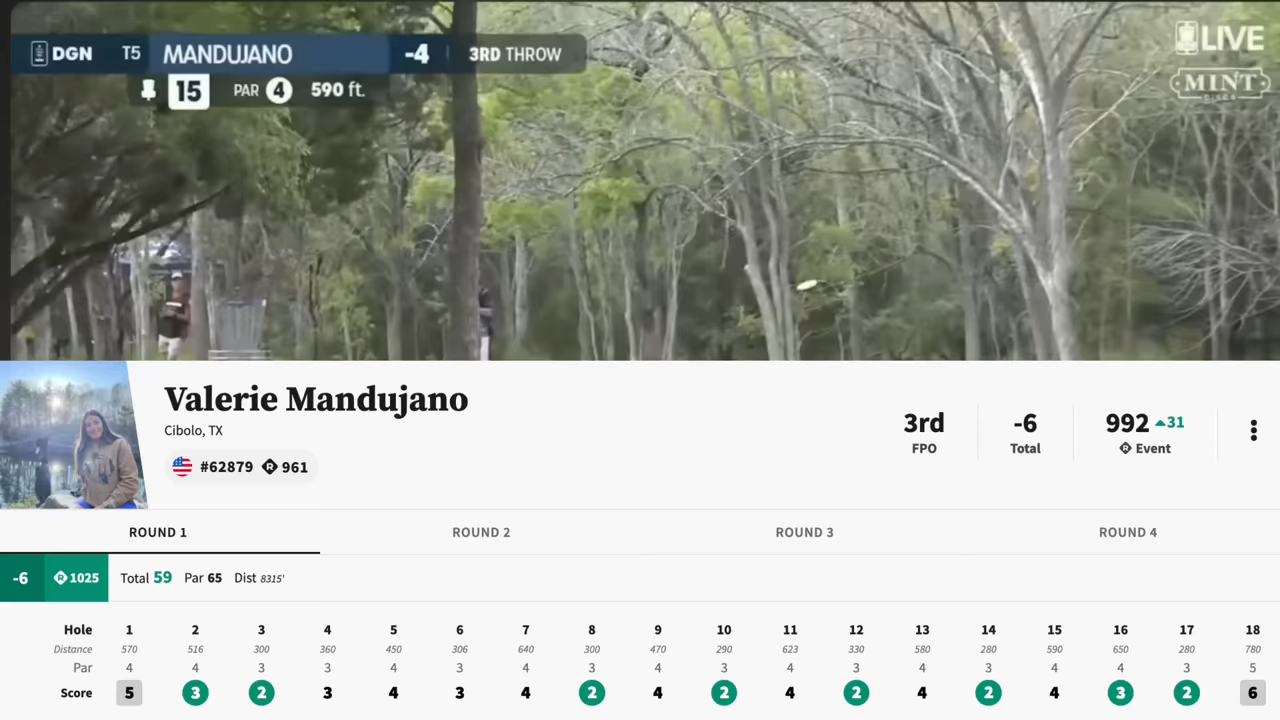 DGN T5 MANDUJANO -4 3RD THROW
15 PAR 4 590 ft.
LIVE
MINT
DISCS
Valerie Mandujano
Cibolo, TX
#62879 R 961
3rd -6 992 31
FPO Total R Event
ROUND 1 ROUND 2 ROUND 3 ROUND 4
-6 R 1025 Total 59 Par 65 Dist 8315'
Hole 1 2 3 4 5 6 7 8 9 10 11 12 13 14 15 16 17 18
Distance 570 516 300 360 450 306 640 300 470 290 623 330 580 280 590 650 280 780
Par 4 4 3 3 4 3 4 3 4 3 4 3 4 3 4 4 3 5
Score 5 3 2 3 4 3 4 2 4 2 4 2 4 2 4 3 2 6